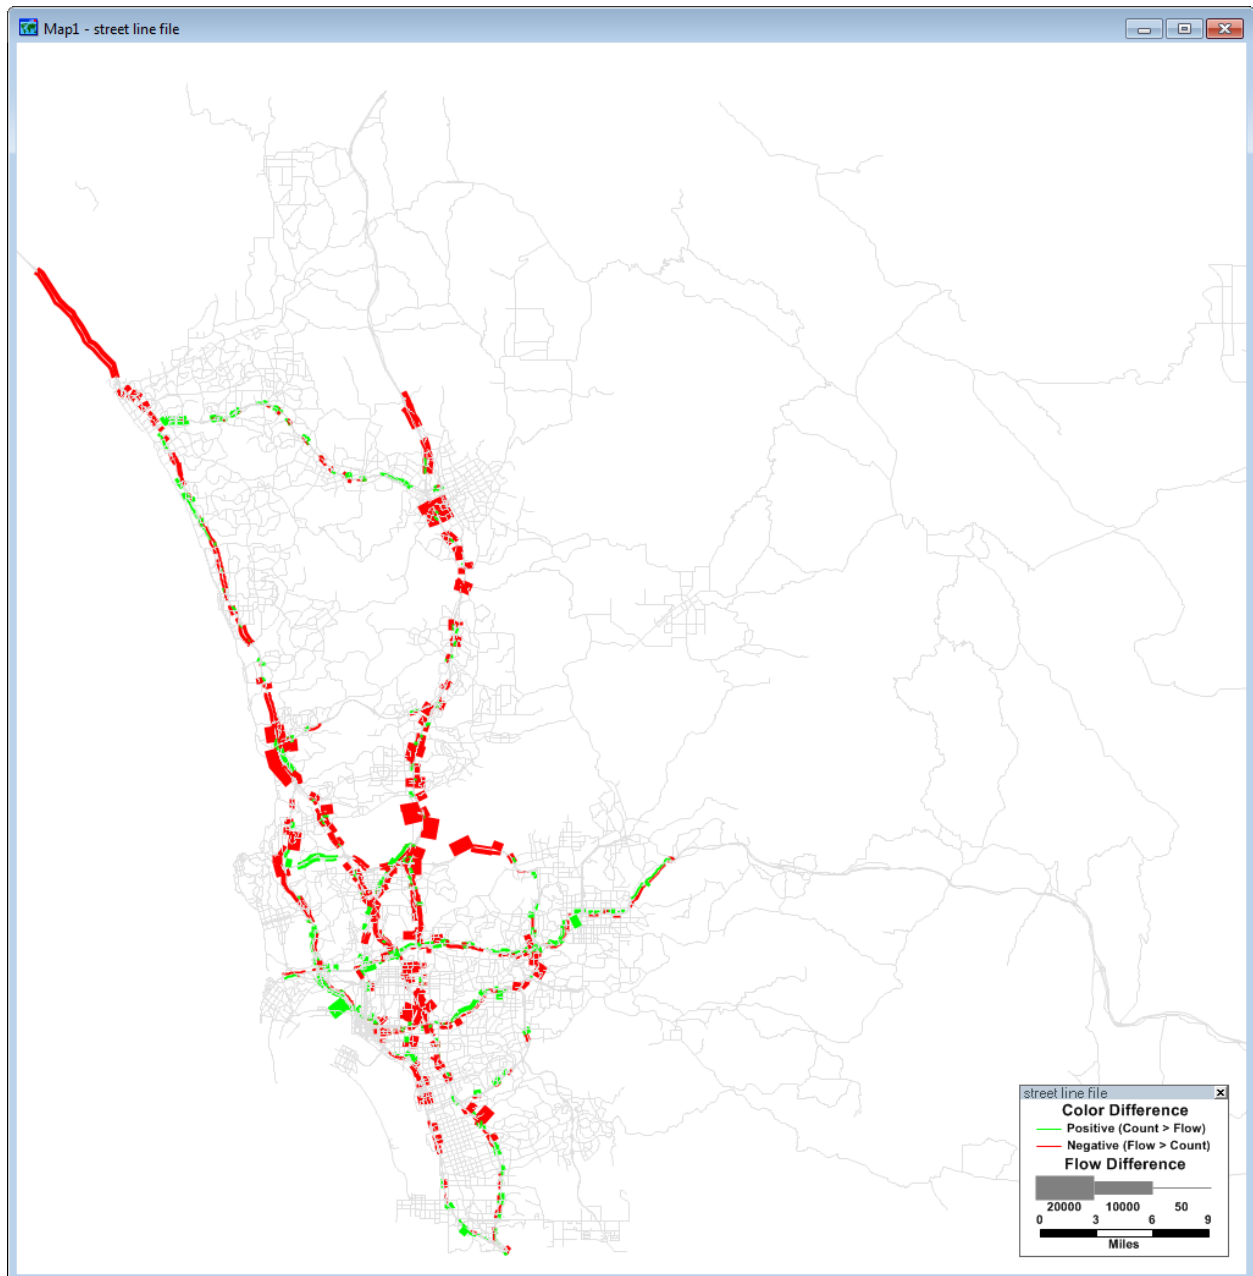 Map1 - street line file
street line file
Color Difference
Positive (Count > Flow)
Negative (Flow > Count)
Flow Difference
20000 10000 50
0 3 6 9
Miles